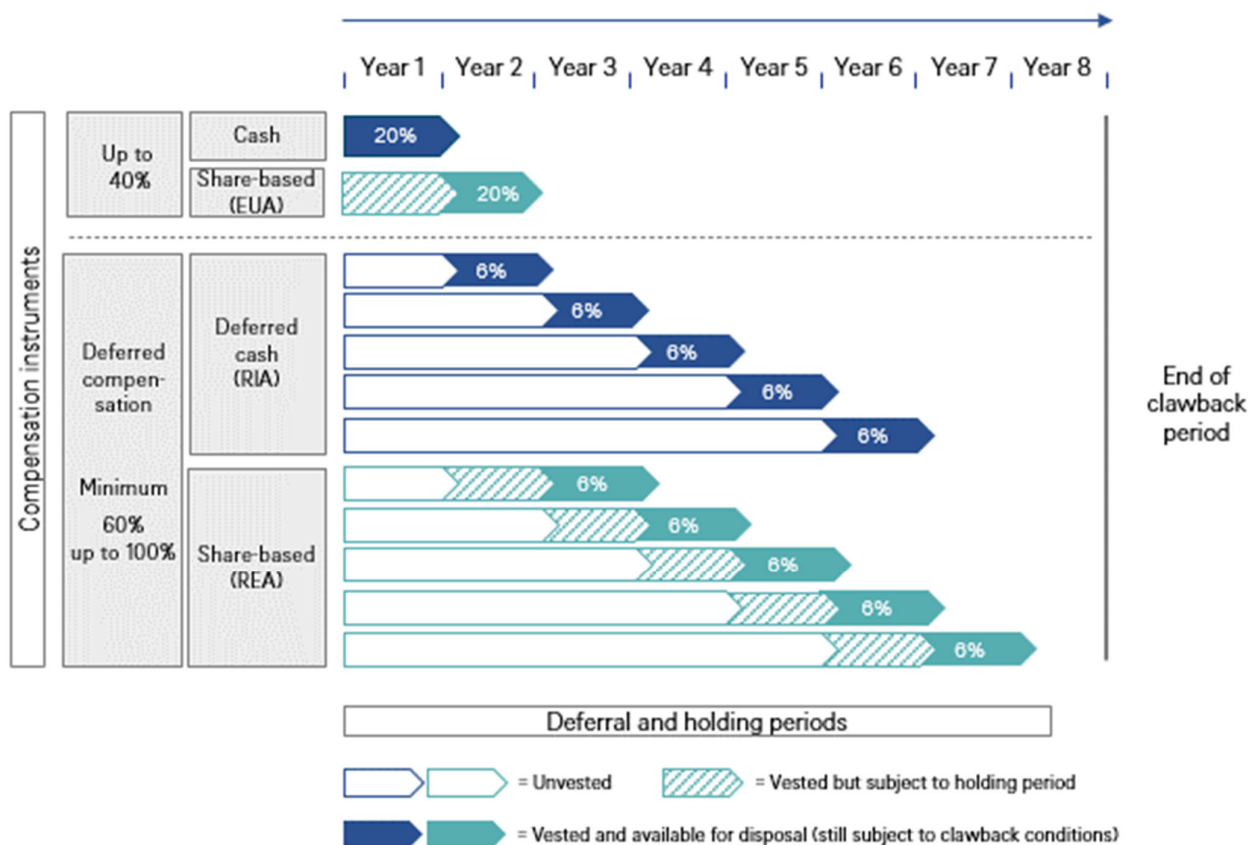 Year 1 Year 2 Year 3 Year 4 Year 5 Year 6 Year 7 Year 8
Compensation instruments
Up to
40%
Cash
20%
Share-based
(EUA)
20%
Deferred
compen-
sation
Minimum
60%
up to 100%
Deferred
cash
(RIA)
6%
6%
6%
6%
6%
Share-based
(REA)
6%
6%
6%
6%
6%
End of
clawback
period
Deferral and holding periods
= Unvested
= Vested but subject to holding period
= Vested and available for disposal (still subject to clawback conditions)